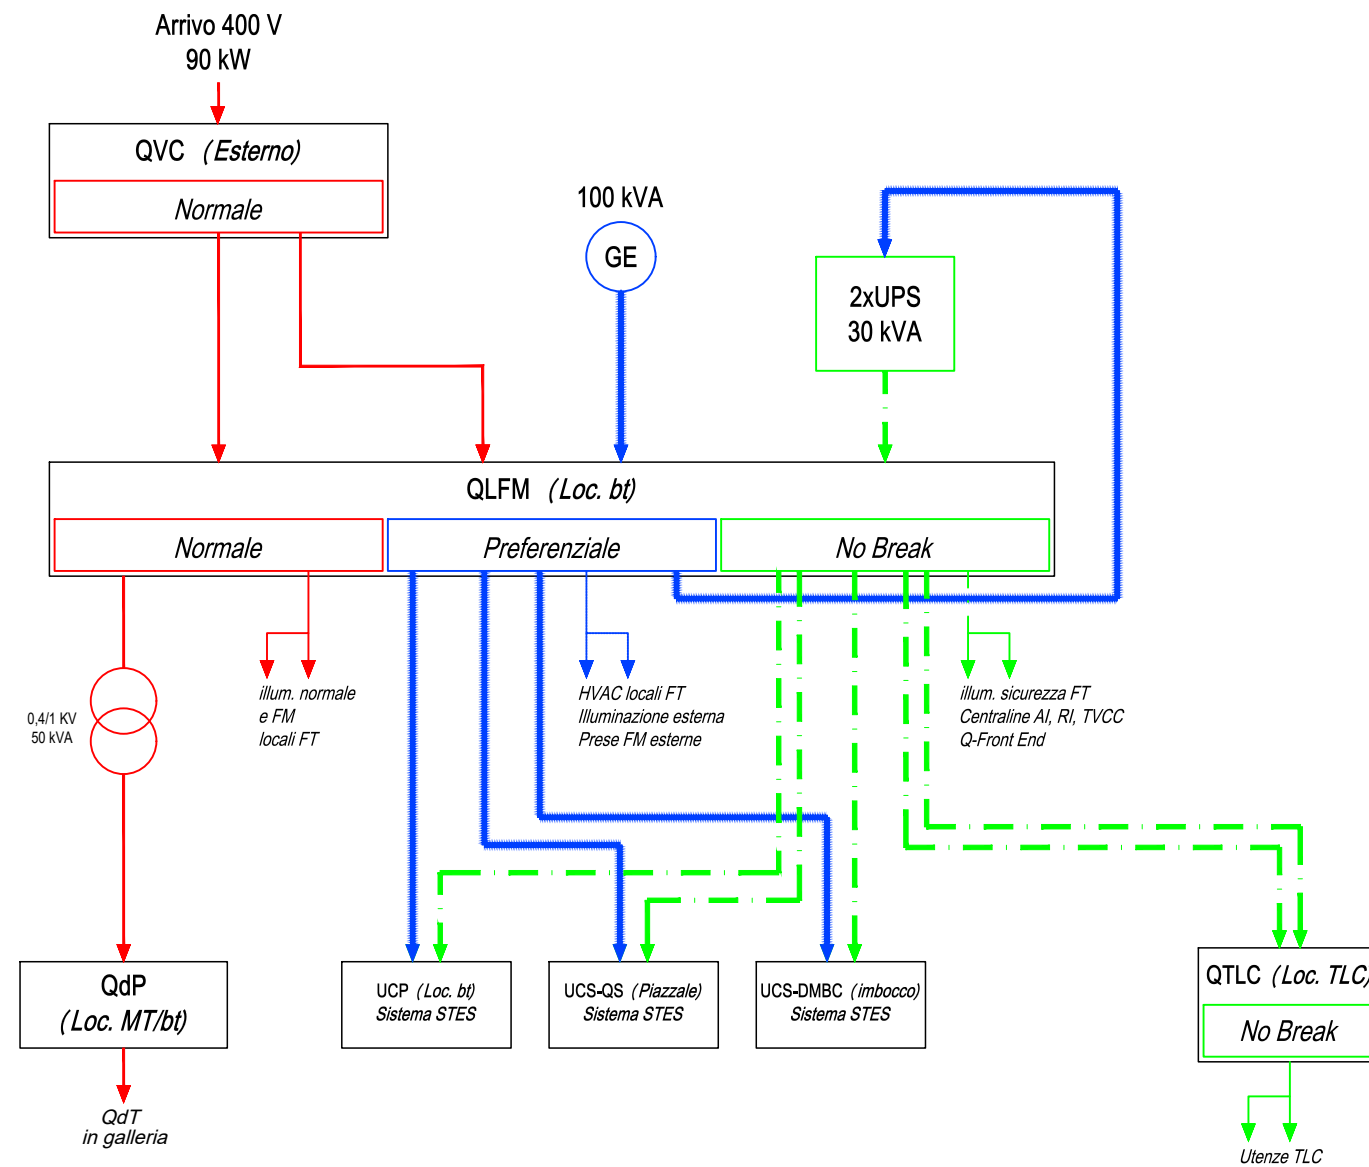 Arrivo 400 V
90 kW
QVC (Esterno)
Normale
100 kVA
GE
2xUPS
30 kVA
QLFM (Loc. bt)
Normale
Preferenziale
No Break
0,4/1 KV
50 kVA
illum. normale
e FM
locali FT
HVAC locali FT
Illuminazione esterna
Prese FM esterne
illum. sicurezza FT
Centraline AI, RI, TVCC
Q-Front End
QdP
(Loc. MT/bt)
UCP (Loc. bt)
Sistema STES
UCS-QS (Piazzale)
Sistema STES
UCS-DMBC (imbocco)
Sistema STES
QTLC (Loc. TLC)
No Break
QdT
in galleria
Utenze TLC